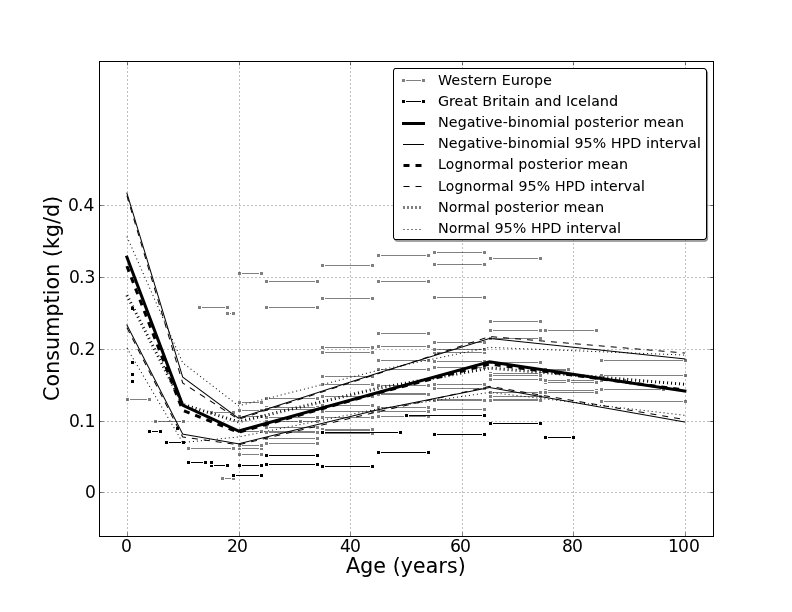 Western Europe
Great Britain and Iceland
Negative-binomial posterior mean
Negative-binomial 95% HPD interval
Lognormal posterior mean
Lognormal 95% HPD interval
Normal posterior mean
Normal 95% HPD interval
Consumption (kg/d)
0.4
0.3
0.2
0.1
0
0 20 40 60 80 100
Age (years)